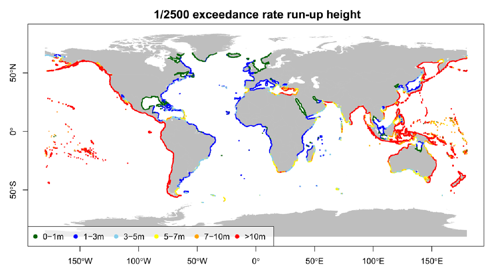 1/2500 exceedance rate run-up height
50°N
0°
50°S
0-1m 1-3m 3-5m 5-7m 7-10m >10m
150°W 100°W 50°W 0° 50°E 100°E 150°E